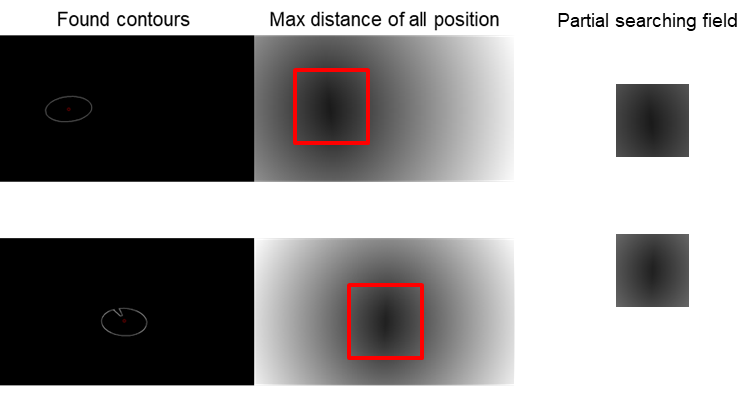 Found contours
Max distance of all position
Partial searching field